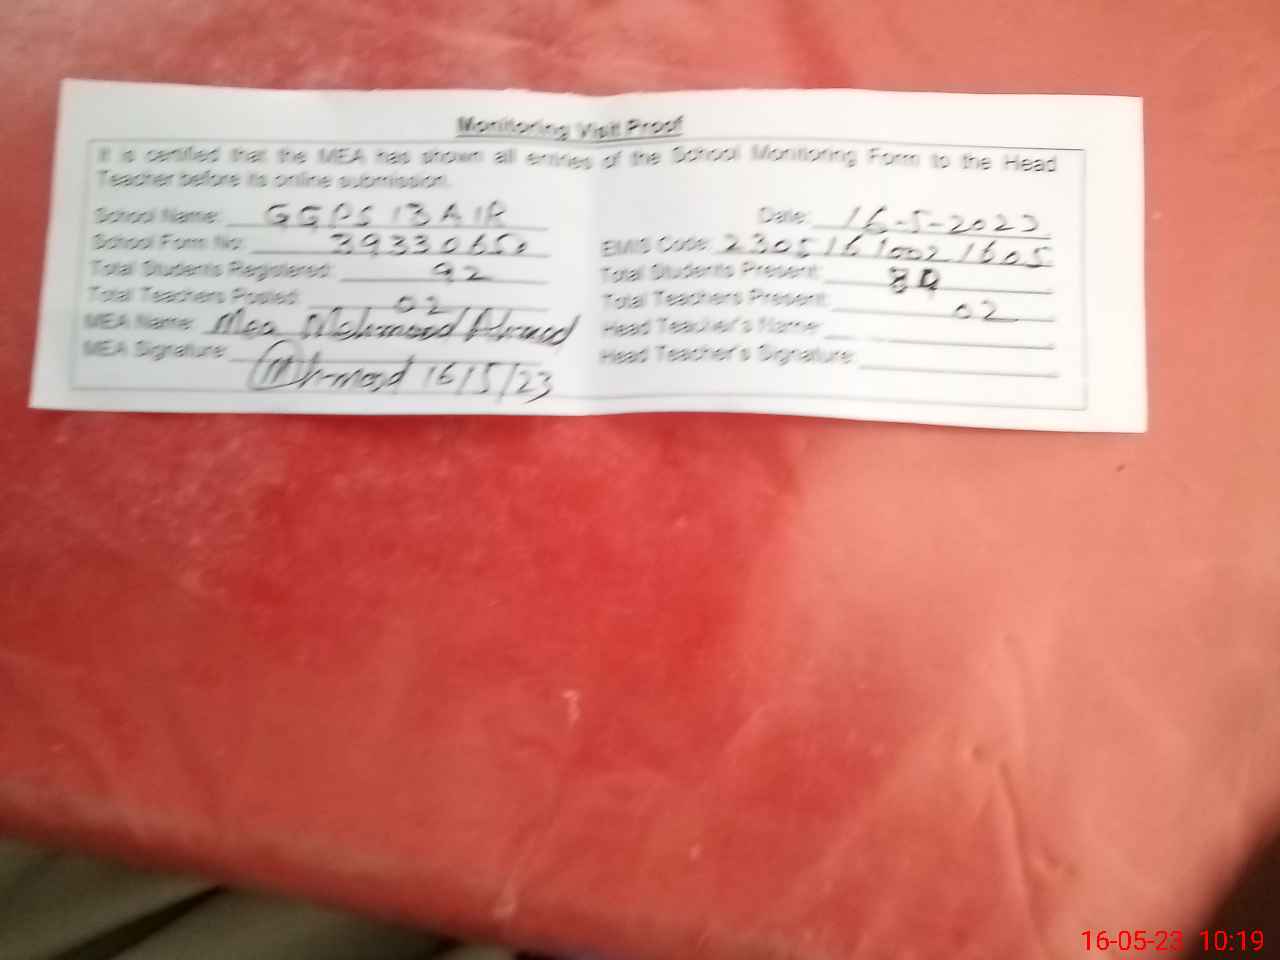 Monitoring Visit Proof
It is certified that the MEA has shown all entries of the School Monitoring Form to the Head
Teacher before its online submission.
School Name: GGPS 13 A 1R Date: 16-5-2023
School Form No: 39330650 EMIS Code: 2305161002 1605
Total Students Registered: 92 Total Students Present: 89
Total Teachers Posted: 02 Total Teachers Present: 02
MEA Name: Mea Mehmood Ahmed Head Teacher's Name:
MEA Signature: Mehmood 16/5/23 Head Teacher's Signature:
16-05-23 10:19